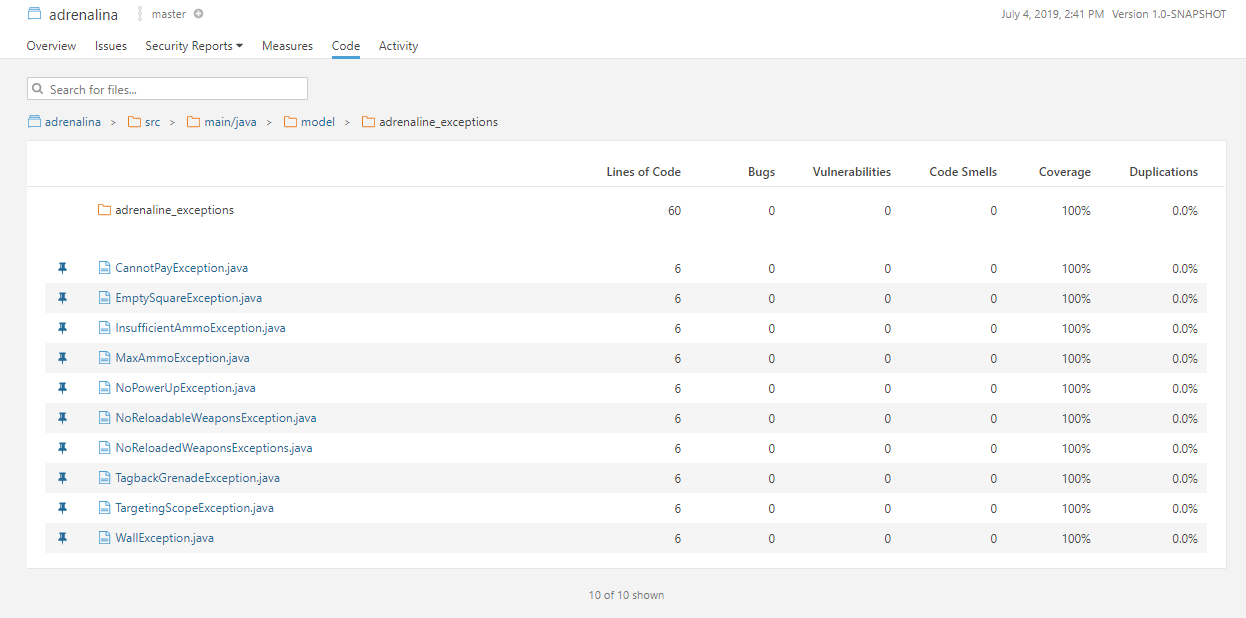 adrenalina master July 4, 2019, 2:41 PM Version 1.0-SNAPSHOT
Overview Issues Security Reports Measures Code Activity
Search for files...
adrenalina > src > main/java > model > adrenaline_exceptions
Lines of Code Bugs Vulnerabilities Code Smells Coverage Duplications
adrenaline_exceptions 60 0 0 0 100% 0.0%
CannotPayException.java 6 0 0 0 100% 0.0%
EmptySquareException.java 6 0 0 0 100% 0.0%
InsufficientAmmoException.java 6 0 0 0 100% 0.0%
MaxAmmoException.java 6 0 0 0 100% 0.0%
NoPowerUpException.java 6 0 0 0 100% 0.0%
NoReloadableWeaponsException.java 6 0 0 0 100% 0.0%
NoReloadedWeaponsExceptions.java 6 0 0 0 100% 0.0%
TagbackGrenadeException.java 6 0 0 0 100% 0.0%
TargetingScopeException.java 6 0 0 0 100% 0.0%
WallException.java 6 0 0 0 100% 0.0%
10 of 10 shown